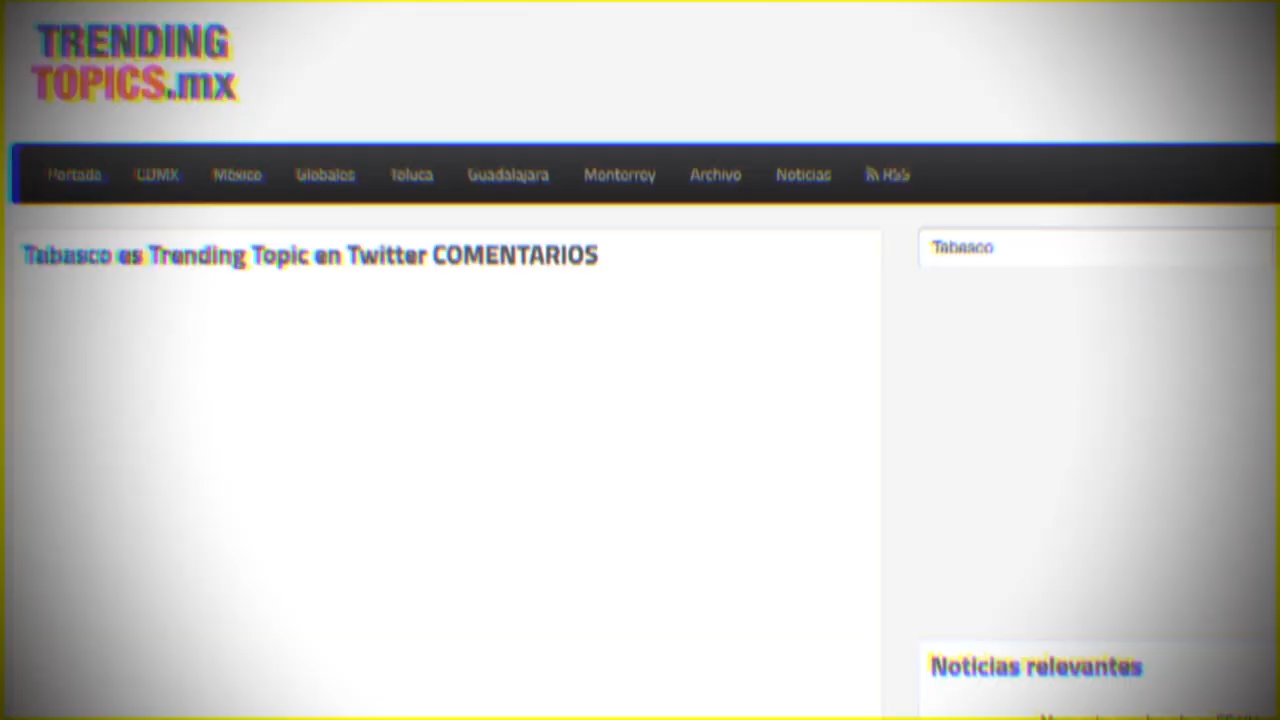 TRENDING
TOPICS.mx
Portada CDMX México Globales Toluca Guadalajara Monterrey Archivo Noticias RSS
Tabasco es Trending Topic en Twitter COMENTARIOS
Tabasco
Noticias relevantes